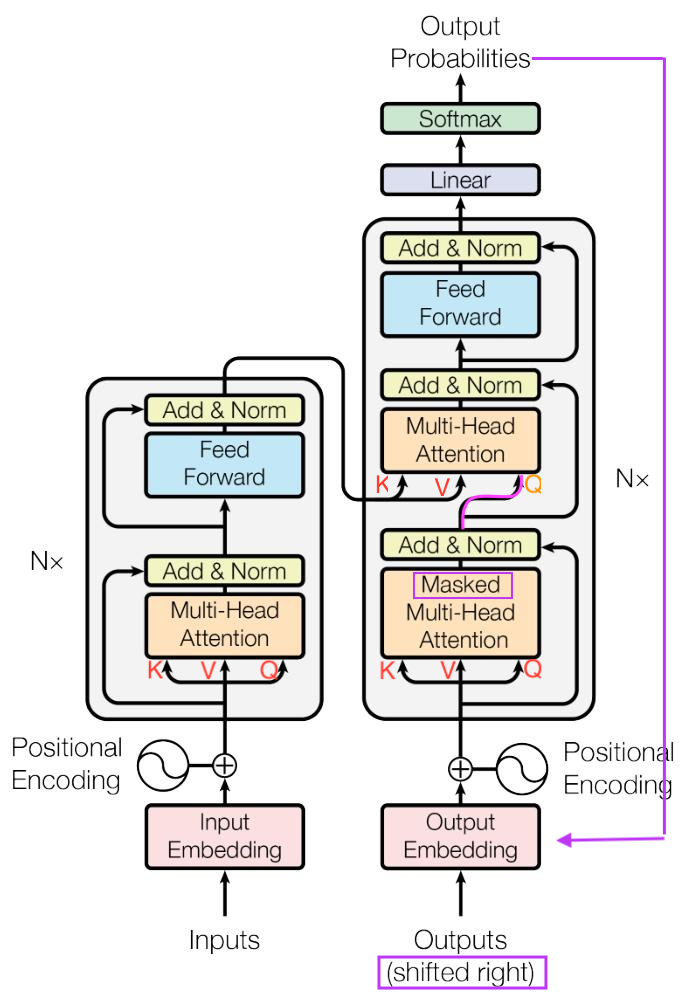 Output
Probabilities
Softmax
Linear
Add & Norm
Feed
Forward
Add & Norm
Multi-Head
Attention
K V Q
Add & Norm
Masked
Multi-Head
Attention
K V Q
Nx
Positional
Encoding
Output
Embedding
Outputs
(shifted right)
Add & Norm
Feed
Forward
Nx
Add & Norm
Multi-Head
Attention
K V Q
Positional
Encoding
Input
Embedding
Inputs